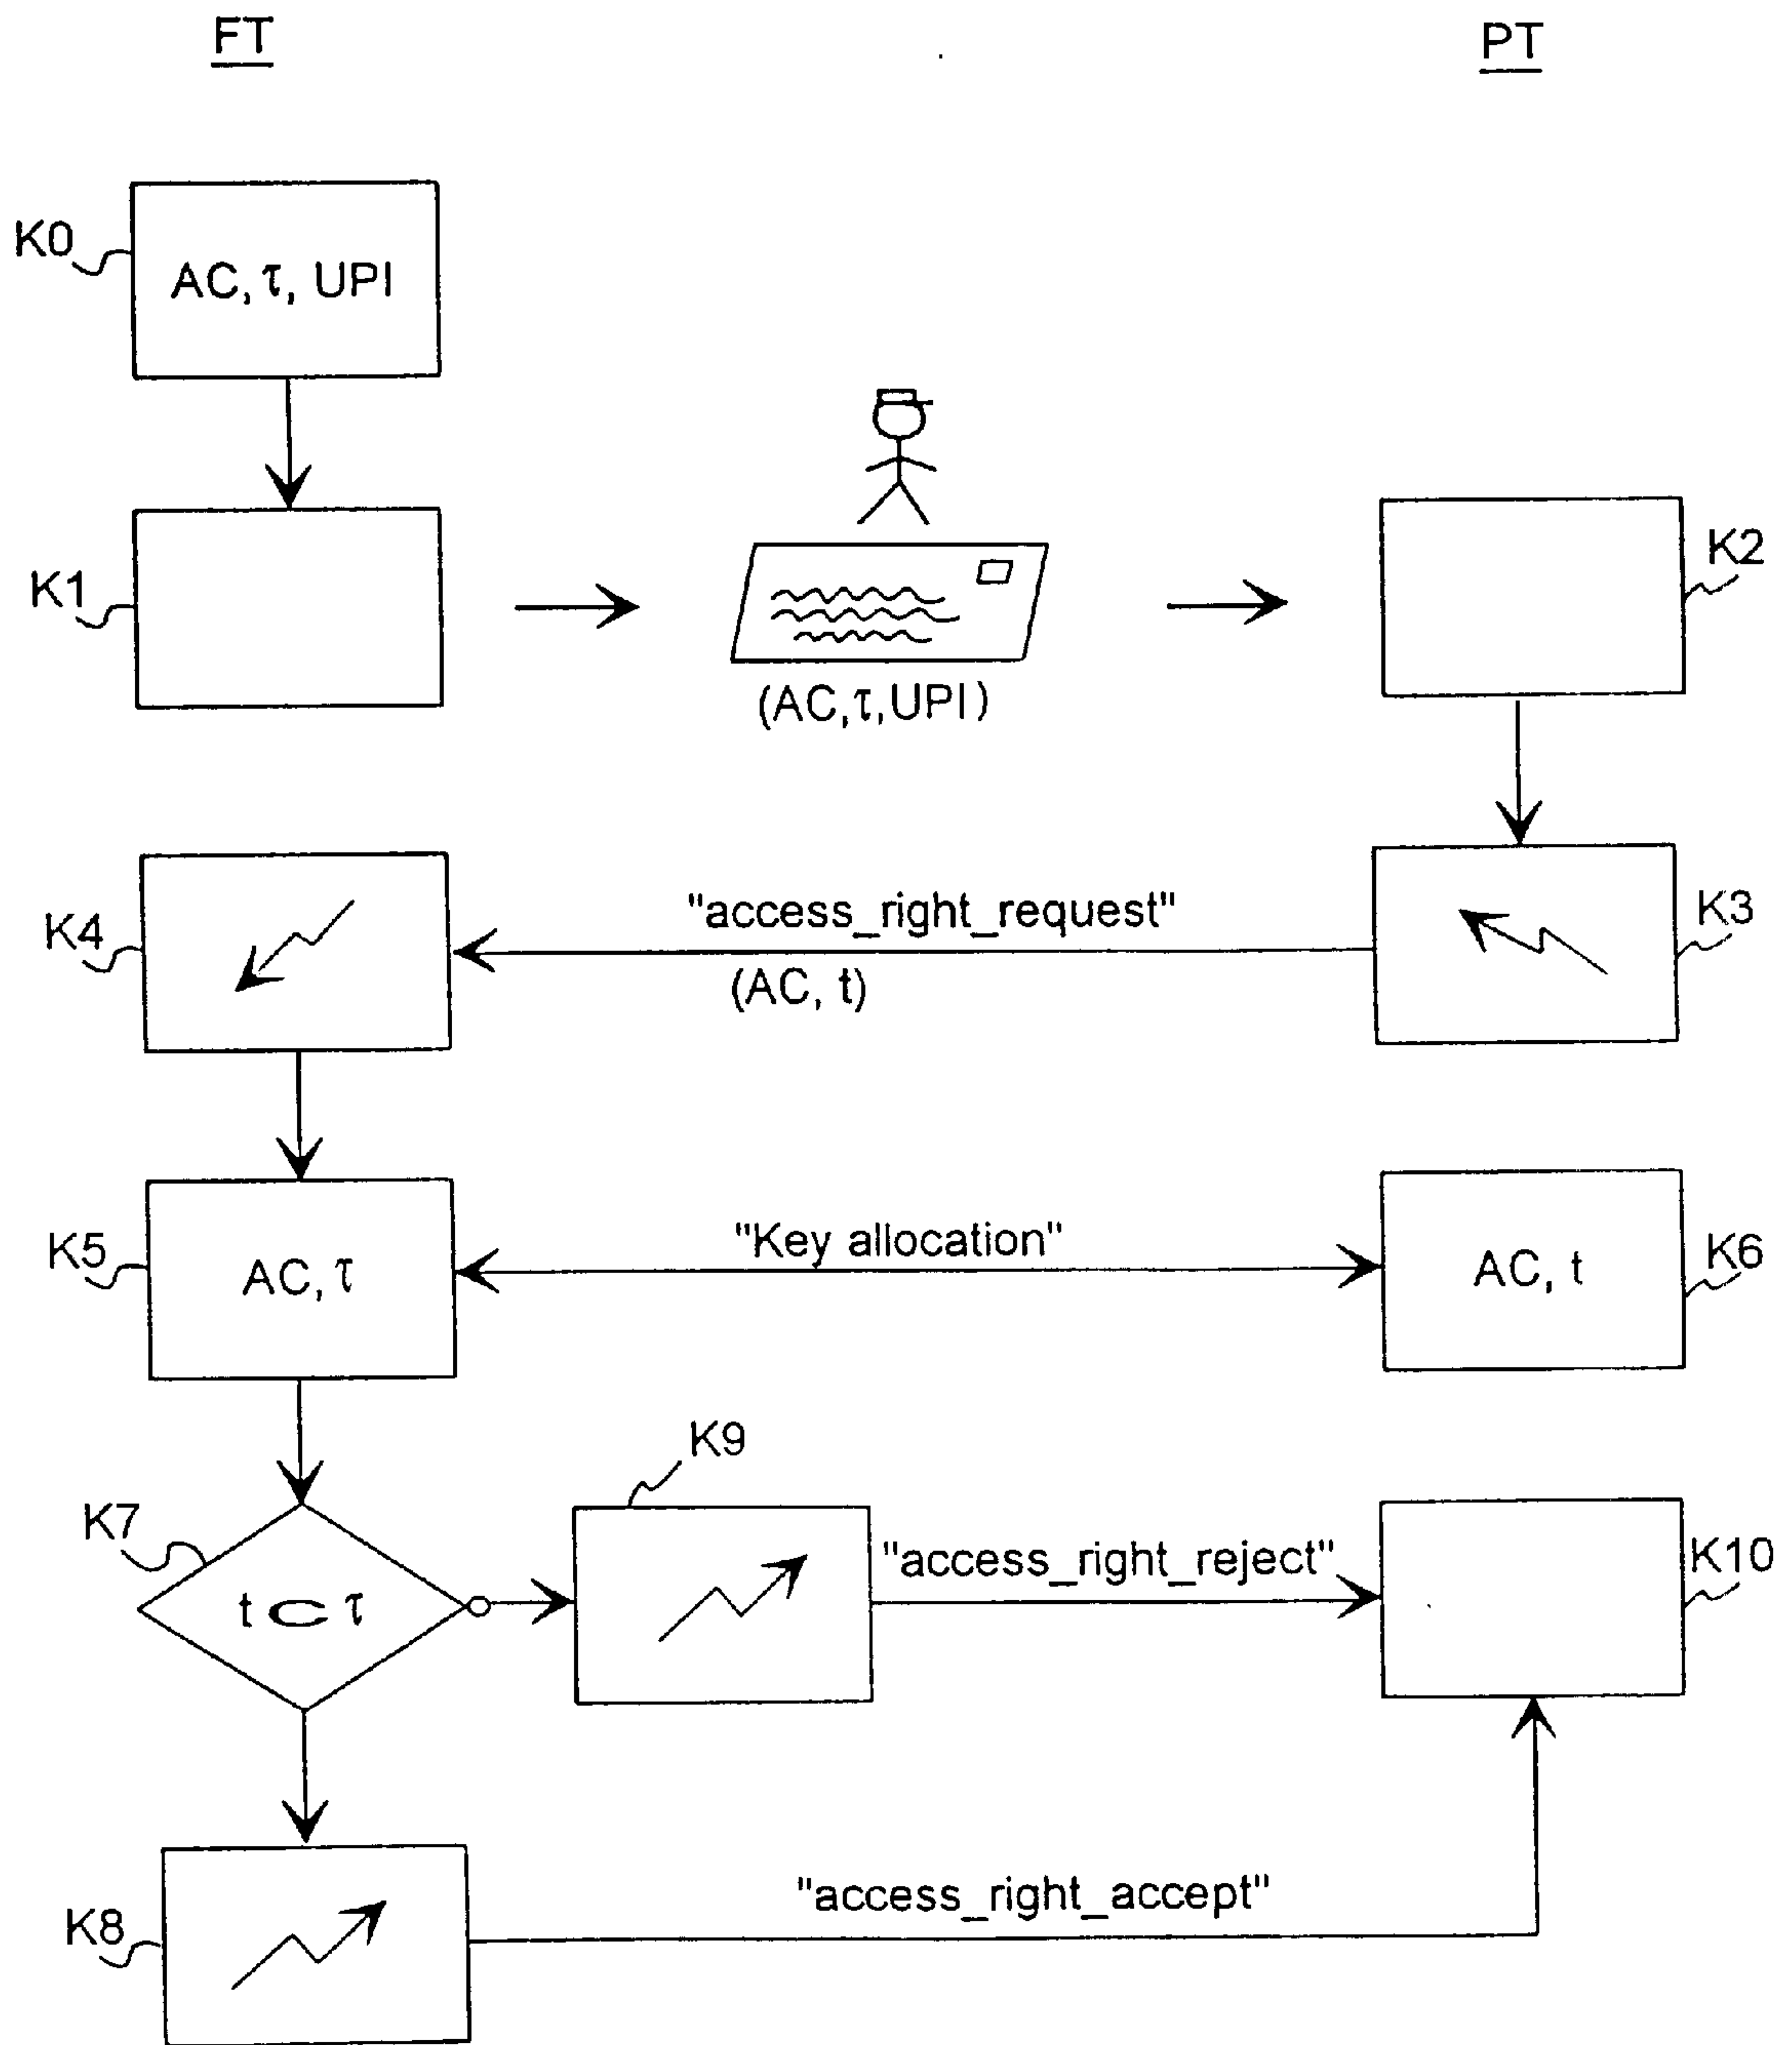 FT
PT
K0
AC, τ, UPI
K1
K2
(AC, τ, UPI)
K4
"access_right_request"
(AC, t)
K3
K5
AC, τ
"Key allocation"
AC, t
K6
K7
t ⊂ τ
K9
"access_right_reject"
K10
K8
"access_right_accept"